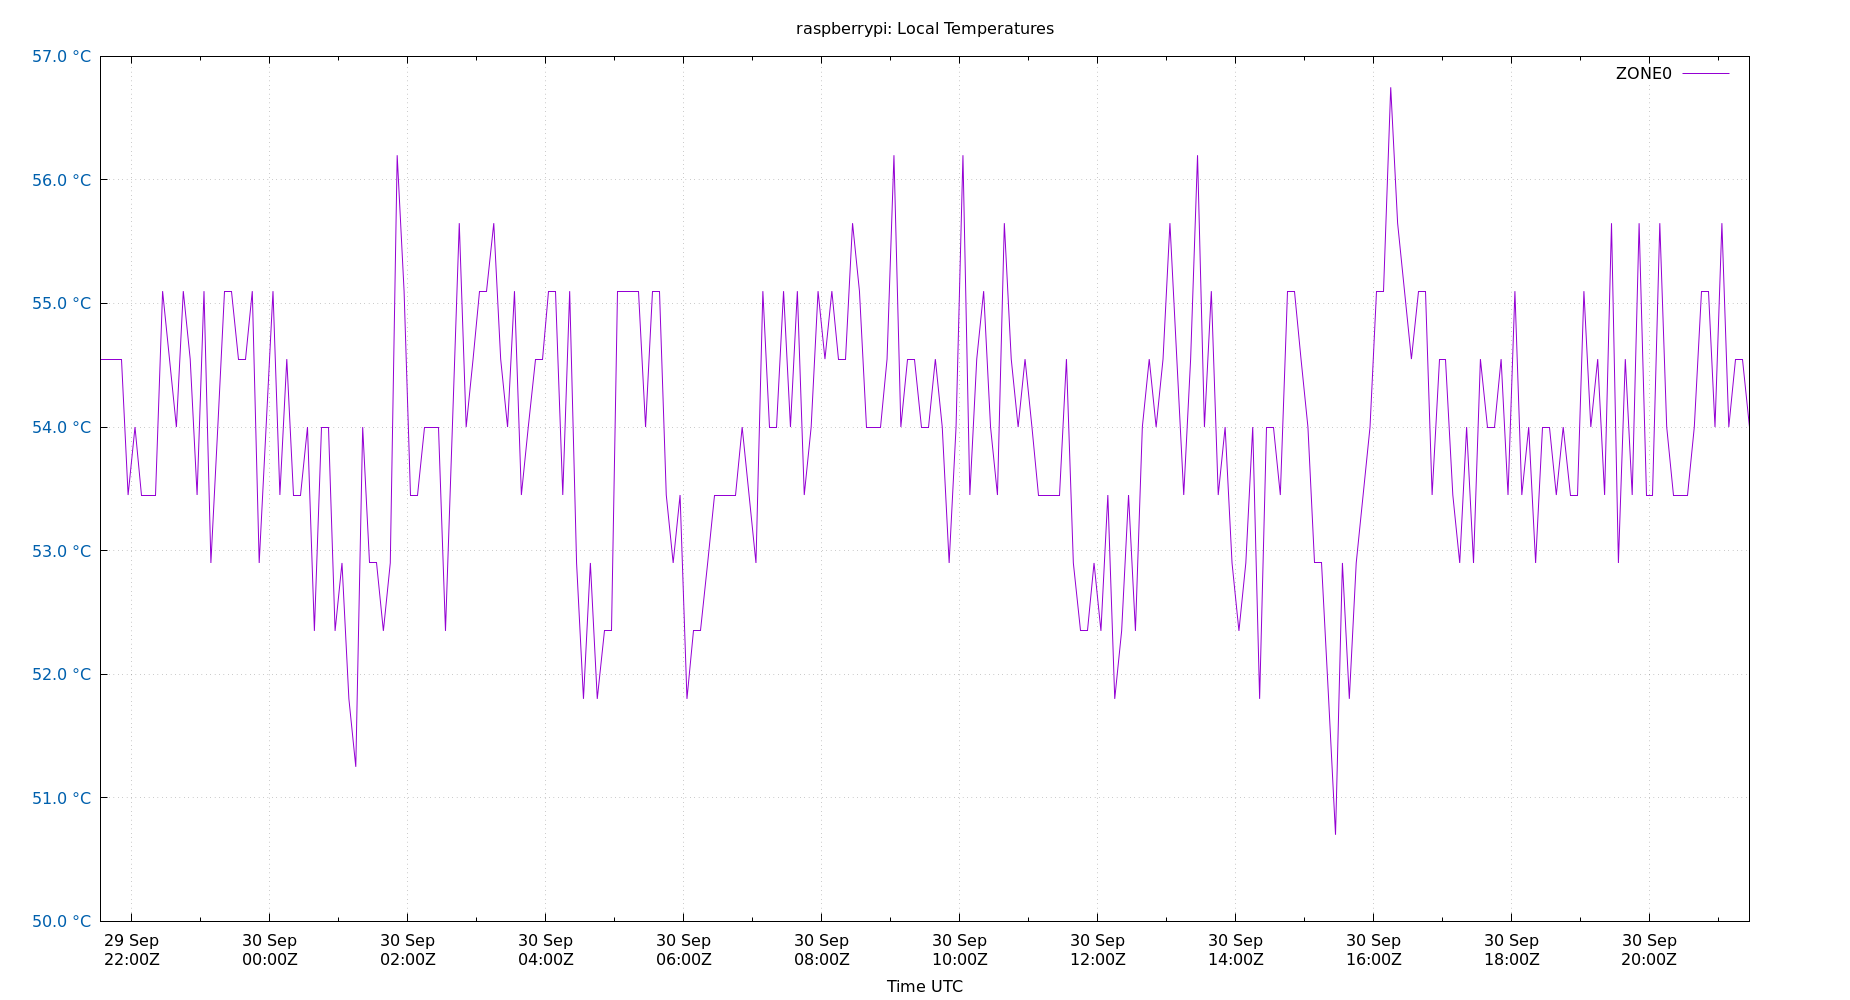 raspberrypi: Local Temperatures
ZONE0
57.0 °C
56.0 °C
55.0 °C
54.0 °C
53.0 °C
52.0 °C
51.0 °C
50.0 °C
29 Sep 30 Sep 30 Sep 30 Sep 30 Sep 30 Sep 30 Sep 30 Sep 30 Sep 30 Sep 30 Sep 30 Sep
22:00Z 00:00Z 02:00Z 04:00Z 06:00Z 08:00Z 10:00Z 12:00Z 14:00Z 16:00Z 18:00Z 20:00Z
Time UTC